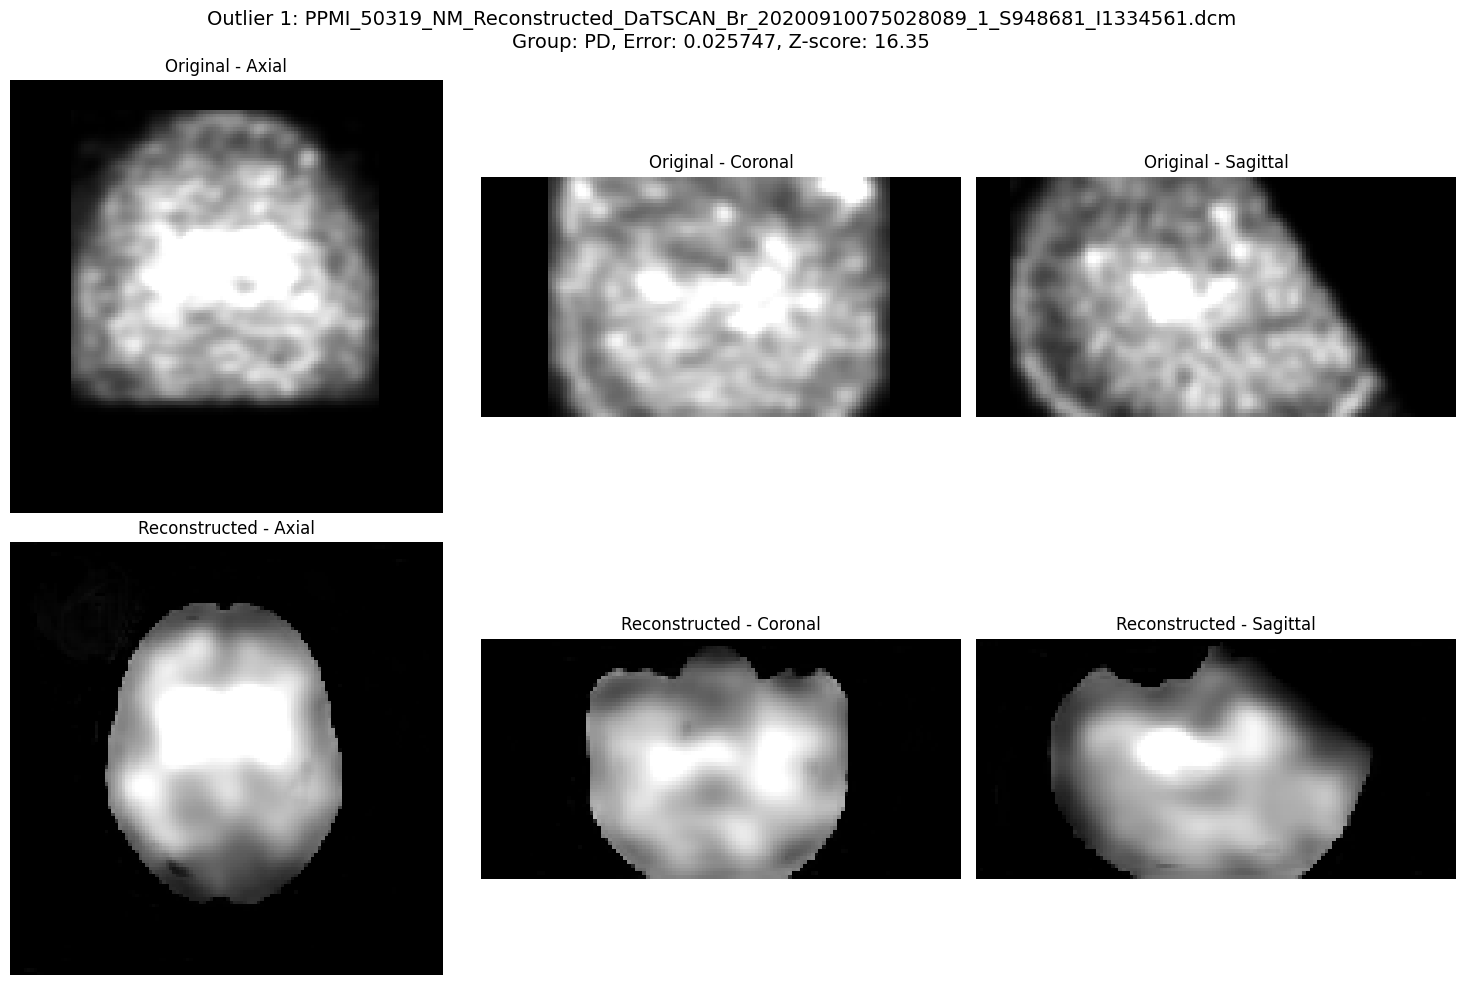 Outlier 1: PPMI_50319_NM_Reconstructed_DaTSCAN_Br_20200910075028089_1_S948681_I1334561.dcm
Group: PD, Error: 0.025747, Z-score: 16.35
Original - Axial
Original - Coronal
Original - Sagittal
Reconstructed - Axial
Reconstructed - Coronal
Reconstructed - Sagittal